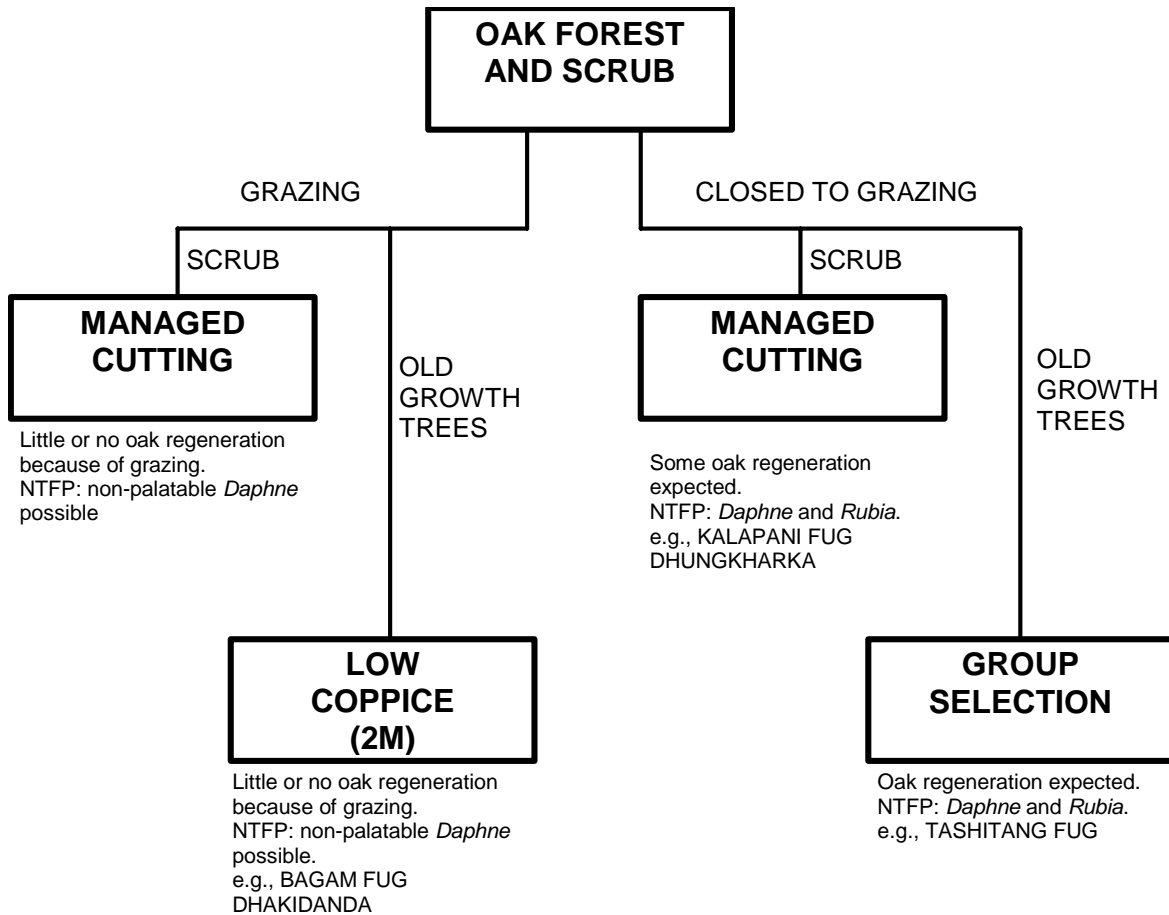 OAK FOREST
AND SCRUB
GRAZING
CLOSED TO GRAZING
SCRUB
SCRUB
MANAGED
CUTTING
MANAGED
CUTTING
OLD
GROWTH
TREES
OLD
GROWTH
TREES
Little or no oak regeneration
because of grazing.
NTFP: non-palatable Daphne
possible
Some oak regeneration
expected.
NTFP: Daphne and Rubia.
e.g., KALAPANI FUG
DHUNGKHARKA
LOW
COPPICE
(2M)
GROUP
SELECTION
Little or no oak regeneration
because of grazing.
NTFP: non-palatable Daphne
possible.
e.g., BAGAM FUG
DHAKIDANDA
Oak regeneration expected.
NTFP: Daphne and Rubia.
e.g., TASHITANG FUG